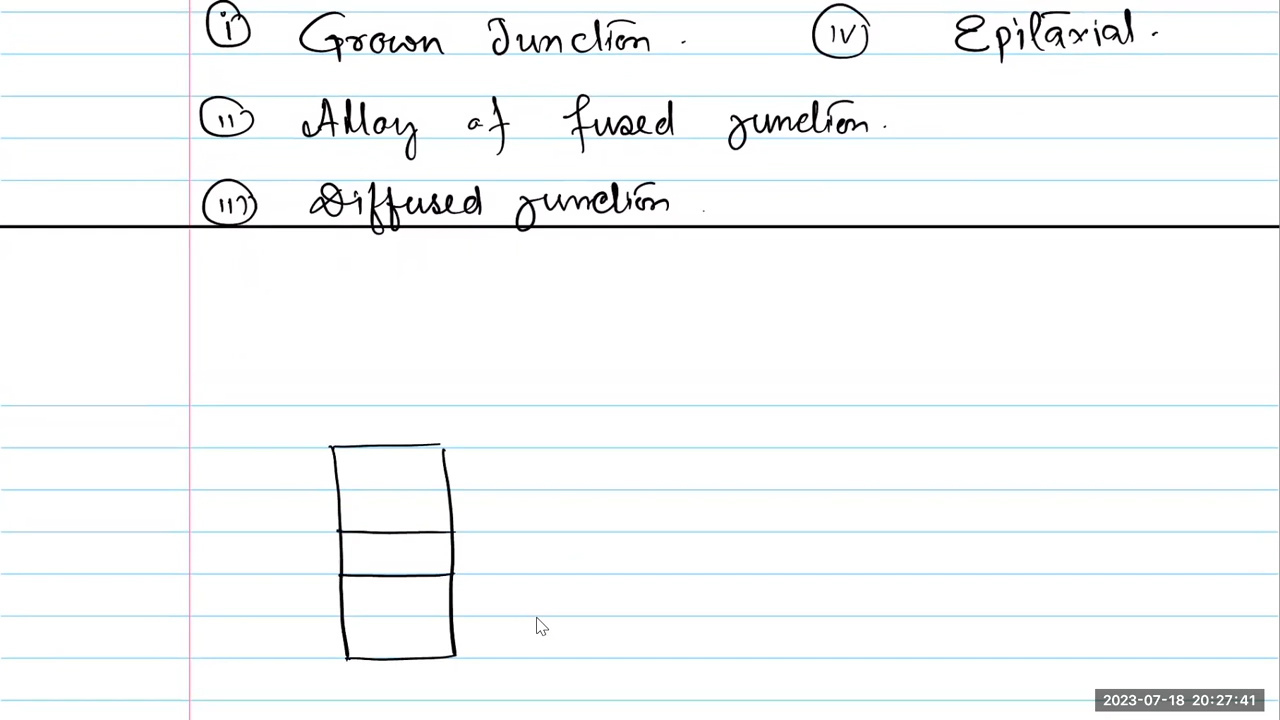 (i) Grown Junction. (iv) Epitaxial.
(ii) Alloy of fused junction.
(iii) Diffused junction.
2023-07-18 20:27:41